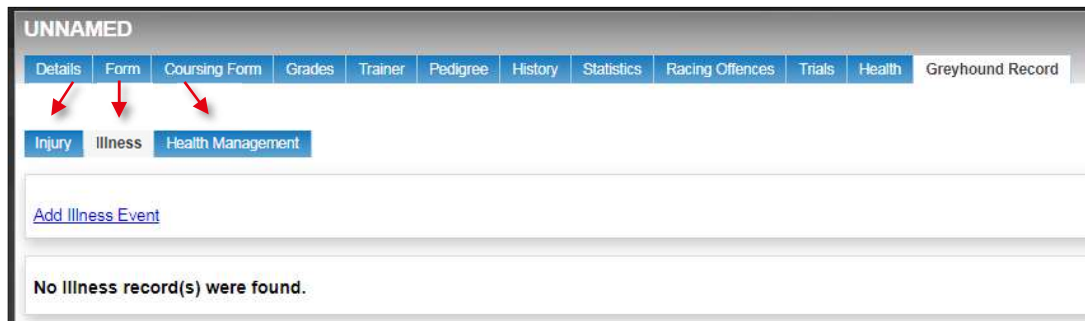 UNNAMED
Details Form Coursing Form Grades Trainer Pedigree History Statistics Racing Offences Trials Health Greyhound Record
Injury Illness Health Management
Add Illness Event
No Illness record(s) were found.